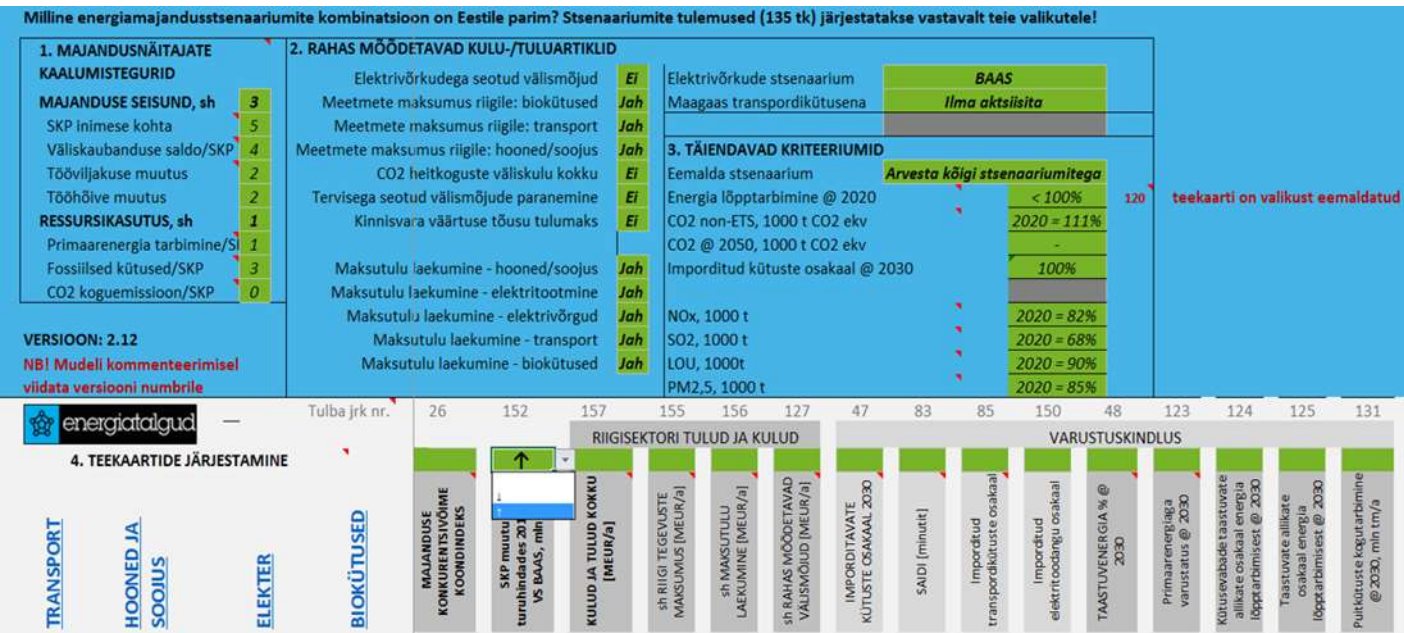 Milline energiamajandusstsenaariumite kombinatsioon on Eestile parim? Stsenaariumite tulemused (135 tk) järjestatakse vastavalt teie valikutele!
1. MAJANDUSNÄITAJATE
KAALUMISTEGURID
MAJANDUSE SEISUND, sh 3
SKP inimese kohta 5
Väliskaubanduse saldo/SKP 4
Tööviljakuse muutus 2
Tööhõive muutus 2
RESSURSIKASUTUS, sh 1
Primaarenergia tarbimine/S 1
Fossiilsed kütused/SKP 3
CO2 koguemissioon/SKP 0
VERSIOON: 2.12
NB! Mudeli kommenteerimisel
viidata versiooni numbrile
2. RAHAS MÕÕDETAVAD KULU-/TULUARTIKLID
Elektrivõrkudega seotud välismõjud Ei
Meetmete maksumus riigile: biokütused Jah
Meetmete maksumus riigile: transport Jah
Meetmete maksumus riigile: hooned/soojus Jah
CO2 heitkoguste väliskulu kokku Ei
Tervisega seotud välismõjude paranemine Ei
Kinnisvara väärtuse tõusu tulumaks Ei
Maksutulu laekumine - hooned/soojus Jah
Maksutulu laekumine - elektritootmine Jah
Maksutulu laekumine - elektrivõrgud Jah
Maksutulu laekumine - transport Jah
Maksutulu laekumine - biokütused Jah
Elektrivõrkude stsenaarium BAAS
Maagaas transpordikütusena Ilma aktsiisita
3. TÄIENDAVAD KRITEERIUMID
Eemalda stsenaarium Arvesta kõigi stsenaariumitega
Energia lõpptarbimine @ 2020 < 100% 120 teekaarti on valikust eemaldatud
CO2 non-ETS, 1000 t CO2 ekv 2020 = 111%
CO2 @ 2050, 1000 t CO2 ekv -
Imporditud kütuste osakaal @ 2030 100%
NOx, 1000 t 2020 = 82%
SO2, 1000 t 2020 = 68%
LOU, 1000t 2020 = 90%
PM2,5, 1000 t 2020 = 85%
energiatalgud —
Tulba jrk nr. 26 152 157 155 156 127 47 83 85 150 48 123 124 125 131
RIIGISEKTORI TULUD JA KULUD
VARUSTUSKINDLUS
4. TEEKAARTIDE JÄRJESTAMINE
↑
↓
↑
TRANSPORT
HOONED JA
SOOJUS
ELEKTER
BIOKÜTUSED
MAJANDUSE
KONKURENTSIVÕIME
KOONDINDEKS
SKP muutu
turuhindades 201
VS BAAS, mln
KULUD JA TULUD KOKKU
[MEUR/a]
sh RIIGI TEGEVUSTE
MAKSUMUS [MEUR/a]
sh MAKSUTULU
LAEKUMINE [MEUR/a]
sh RAHAS MÕÕDETAVAD
VÄLISMÕJUD [MEUR/a]
IMPORDITAVATE
KÜTUSTE OSAKAAL 2030
SAIDI [minutit]
Imporditud
transpordikütuste osakaal
Imporditud
elektritoodangu osakaal
TAASTUVENERGIA % @
2030
Primaarenergiaga
varustatus @ 2030
Kütusevabade taastuvate
allikate osakaal energia
lõpptarbimisest @ 2030
Taastuvate allikate
osakaal energia
lõpptarbimisest @ 2030
Puitkütuste kogutarbimine
@ 2030, mln tm/a